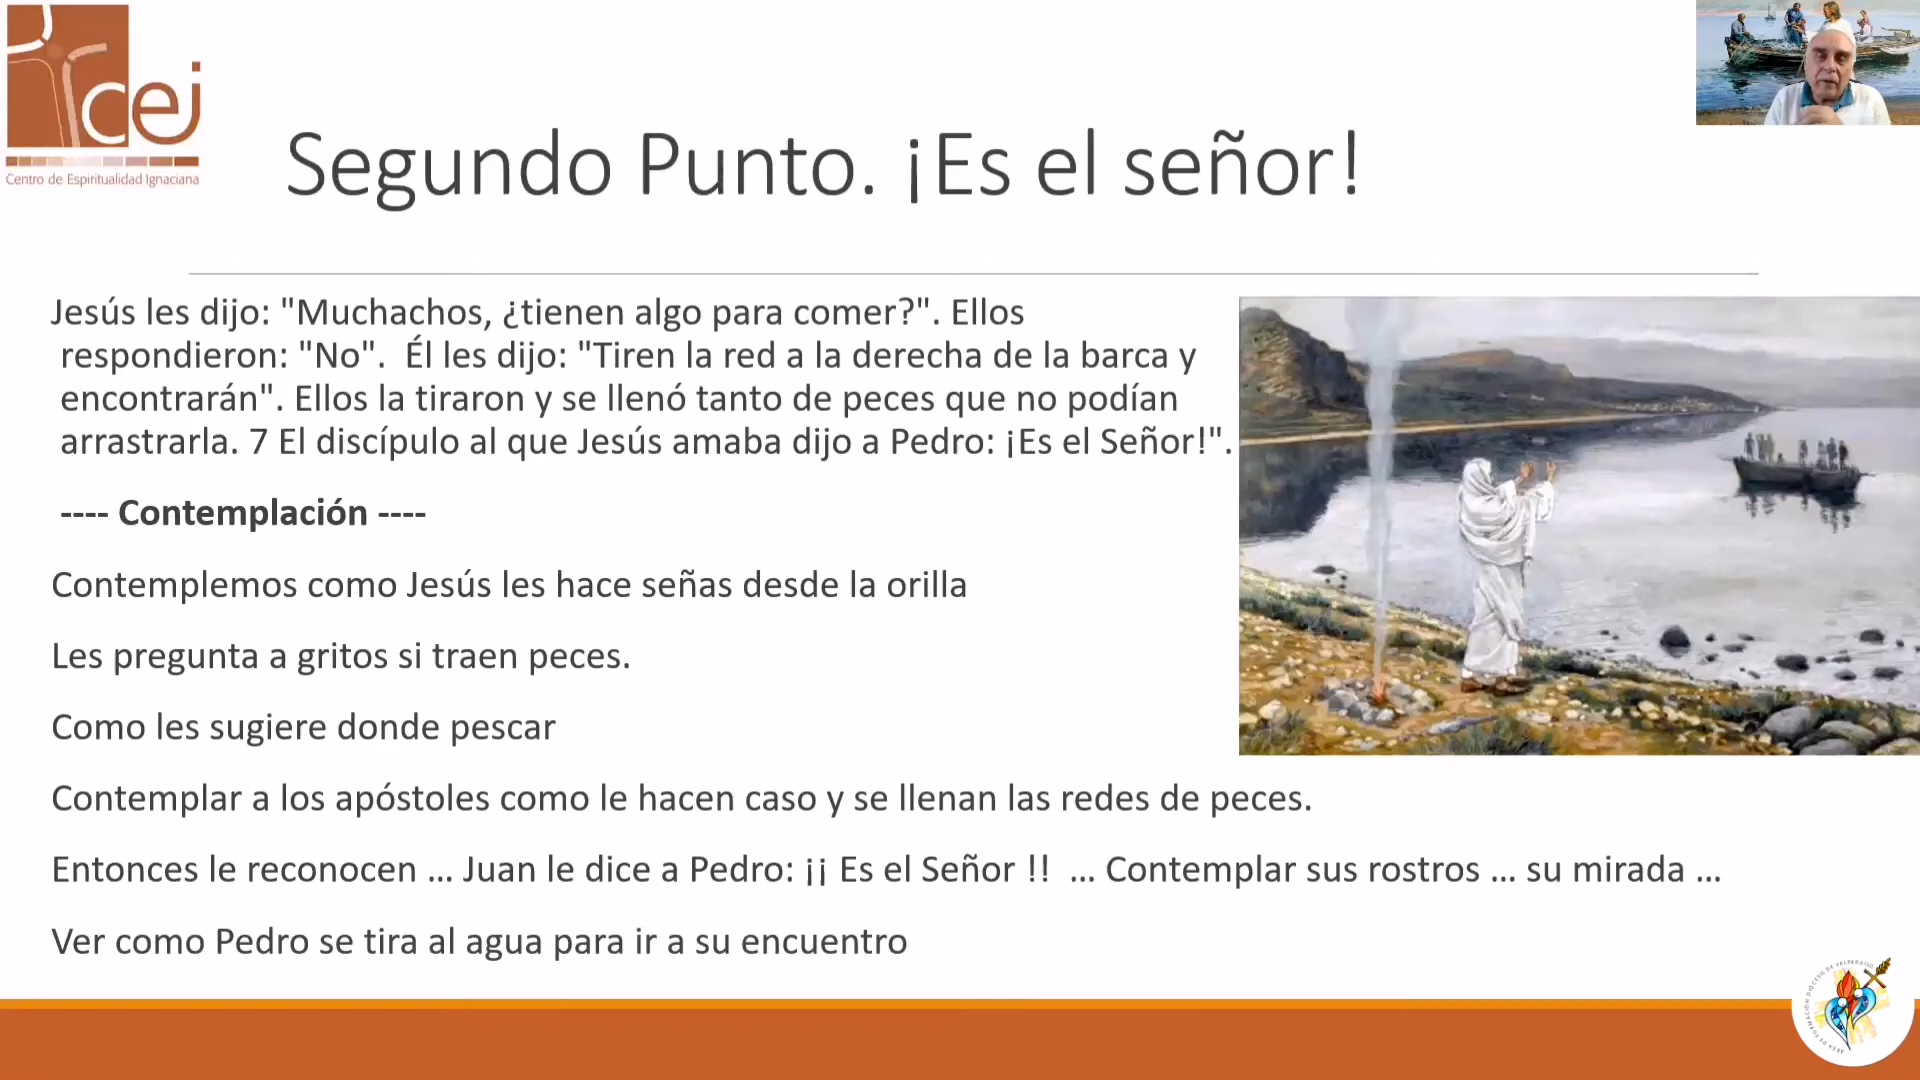 cej
Centro de Espiritualidad Ignaciana
Segundo Punto. ¡Es el señor!
Jesús les dijo: "Muchachos, ¿tienen algo para comer?". Ellos
respondieron: "No".  Él les dijo: "Tiren la red a la derecha de la barca y
encontrarán". Ellos la tiraron y se llenó tanto de peces que no podían
arrastrarla. 7 El discípulo al que Jesús amaba dijo a Pedro: ¡Es el Señor!".
---- Contemplación ----
Contemplemos como Jesús les hace señas desde la orilla
Les pregunta a gritos si traen peces.
Como les sugiere donde pescar
Contemplar a los apóstoles como le hacen caso y se llenan las redes de peces.
Entonces le reconocen ... Juan le dice a Pedro: ¡¡ Es el Señor !!  ... Contemplar sus rostros ... su mirada ...
Ver como Pedro se tira al agua para ir a su encuentro
ÁREA DE FORMACIÓN DIÓCESIS DE VALPARAÍSO